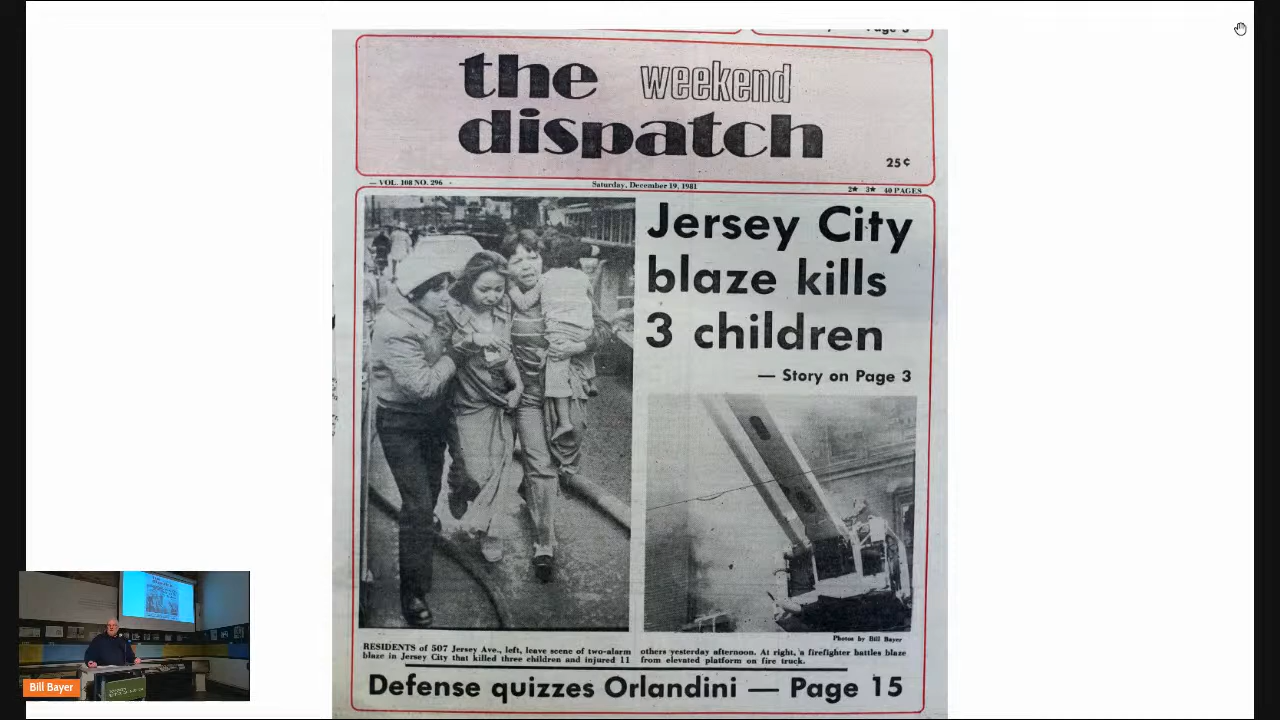 the weekend
dispatch
25¢
— VOL. 108 NO. 296 -
Saturday, December 19, 1981
2★ 3★ 40 PAGES
Jersey City
blaze kills
3 children
— Story on Page 3
Photos by Bill Bayer
RESIDENTS of 507 Jersey Ave., left, leave scene of two-alarm
blaze in Jersey City that killed three children and injured 11
others yesterday afternoon. At right, a firefighter battles blaze
from elevated platform on fire truck.
Defense quizzes Orlandini — Page 15
Bill Bayer